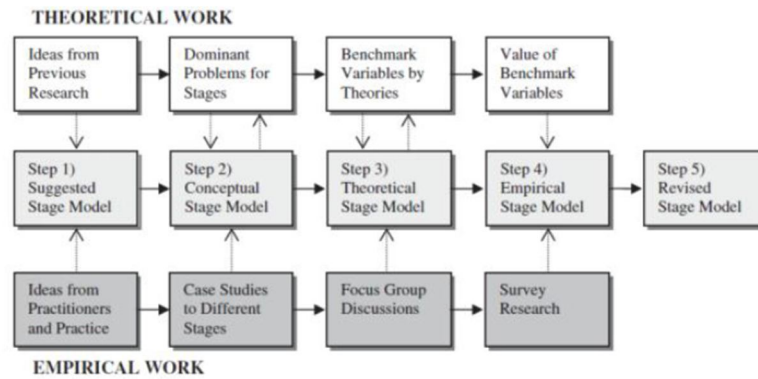 THEORETICAL WORK
Ideas from
Previous
Research
Dominant
Problems for
Stages
Benchmark
Variables by
Theories
Value of
Benchmark
Variables
Step 1)
Suggested
Stage Model
Step 2)
Conceptual
Stage Model
Step 3)
Theoretical
Stage Model
Step 4)
Empirical
Stage Model
Step 5)
Revised
Stage Model
Ideas from
Practitioners
and Practice
Case Studies
to Different
Stages
Focus Group
Discussions
Survey
Research
EMPIRICAL WORK